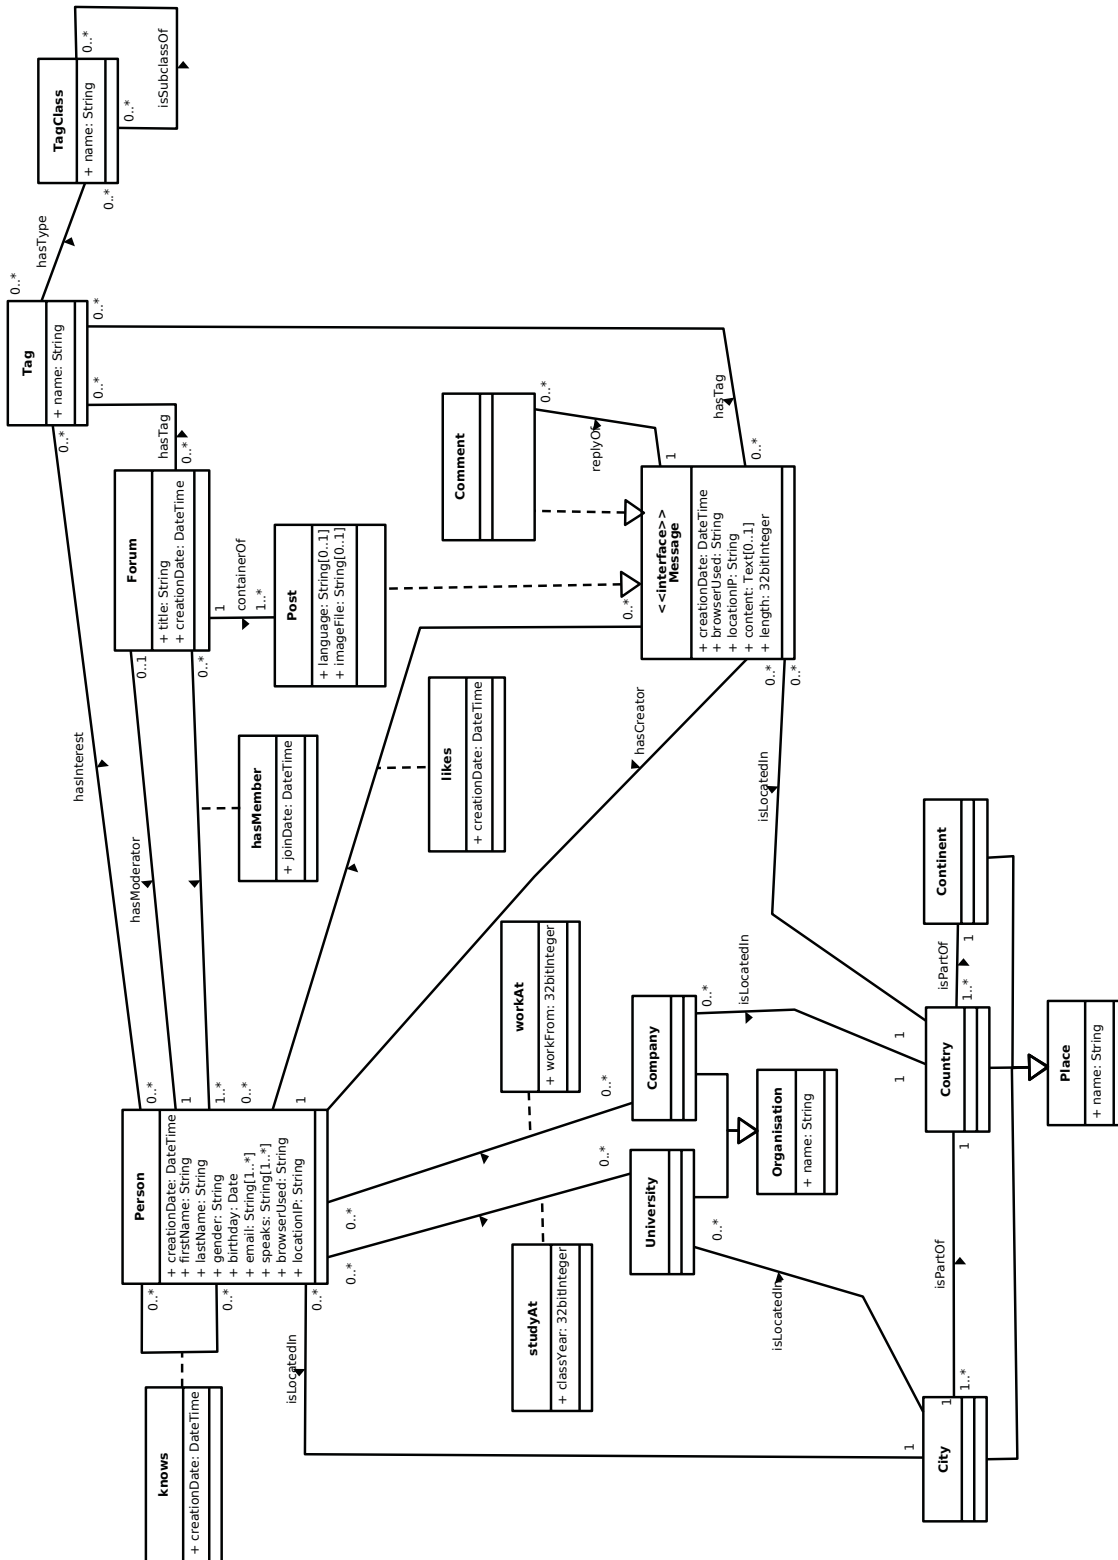 TagClass
+ name: String
0..*
0..*
isSubclassOf
0..*
hasType
0..*
Tag
+ name: String
0..*
0..*
0..*
hasTag
0..*
hasTag
0..*
Forum
+ title: String
+ creationDate: DateTime
1
containerOf
1..*
Post
+ language: String[0..1]
+ imageFile: String[0..1]
Comment
0..*
replyOf
1
<<interface>>
Message
+ creationDate: DateTime
+ browserUsed: String
+ locationIP: String
+ content: Text[0..1]
+ length: 32bitInteger
0..*
0..*
0..*
hasInterest
0..1
hasModerator
0..*
hasMember
+ joinDate: DateTime
likes
+ creationDate: DateTime
hasCreator
isLocatedIn
Continent
1
isPartOf
1..*
workAt
+ workFrom: 32bitInteger
Company
0..*
isLocatedIn
0..*
1
1
Country
1
Place
+ name: String
Organisation
+ name: String
University
0..*
0..*
isLocatedIn
Person
+ creationDate: DateTime
+ firstName: String
+ lastName: String
+ gender: String
+ birthday: Date
+ email: String[1..*]
+ speaks: String[1..*]
+ browserUsed: String
+ locationIP: String
0..*
1
1..*
0..*
1
0..*
0..*
0..*
0..*
0..*
isLocatedIn
knows
+ creationDate: DateTime
studyAt
+ classYear: 32bitInteger
isPartOf
1..*
1
1
City